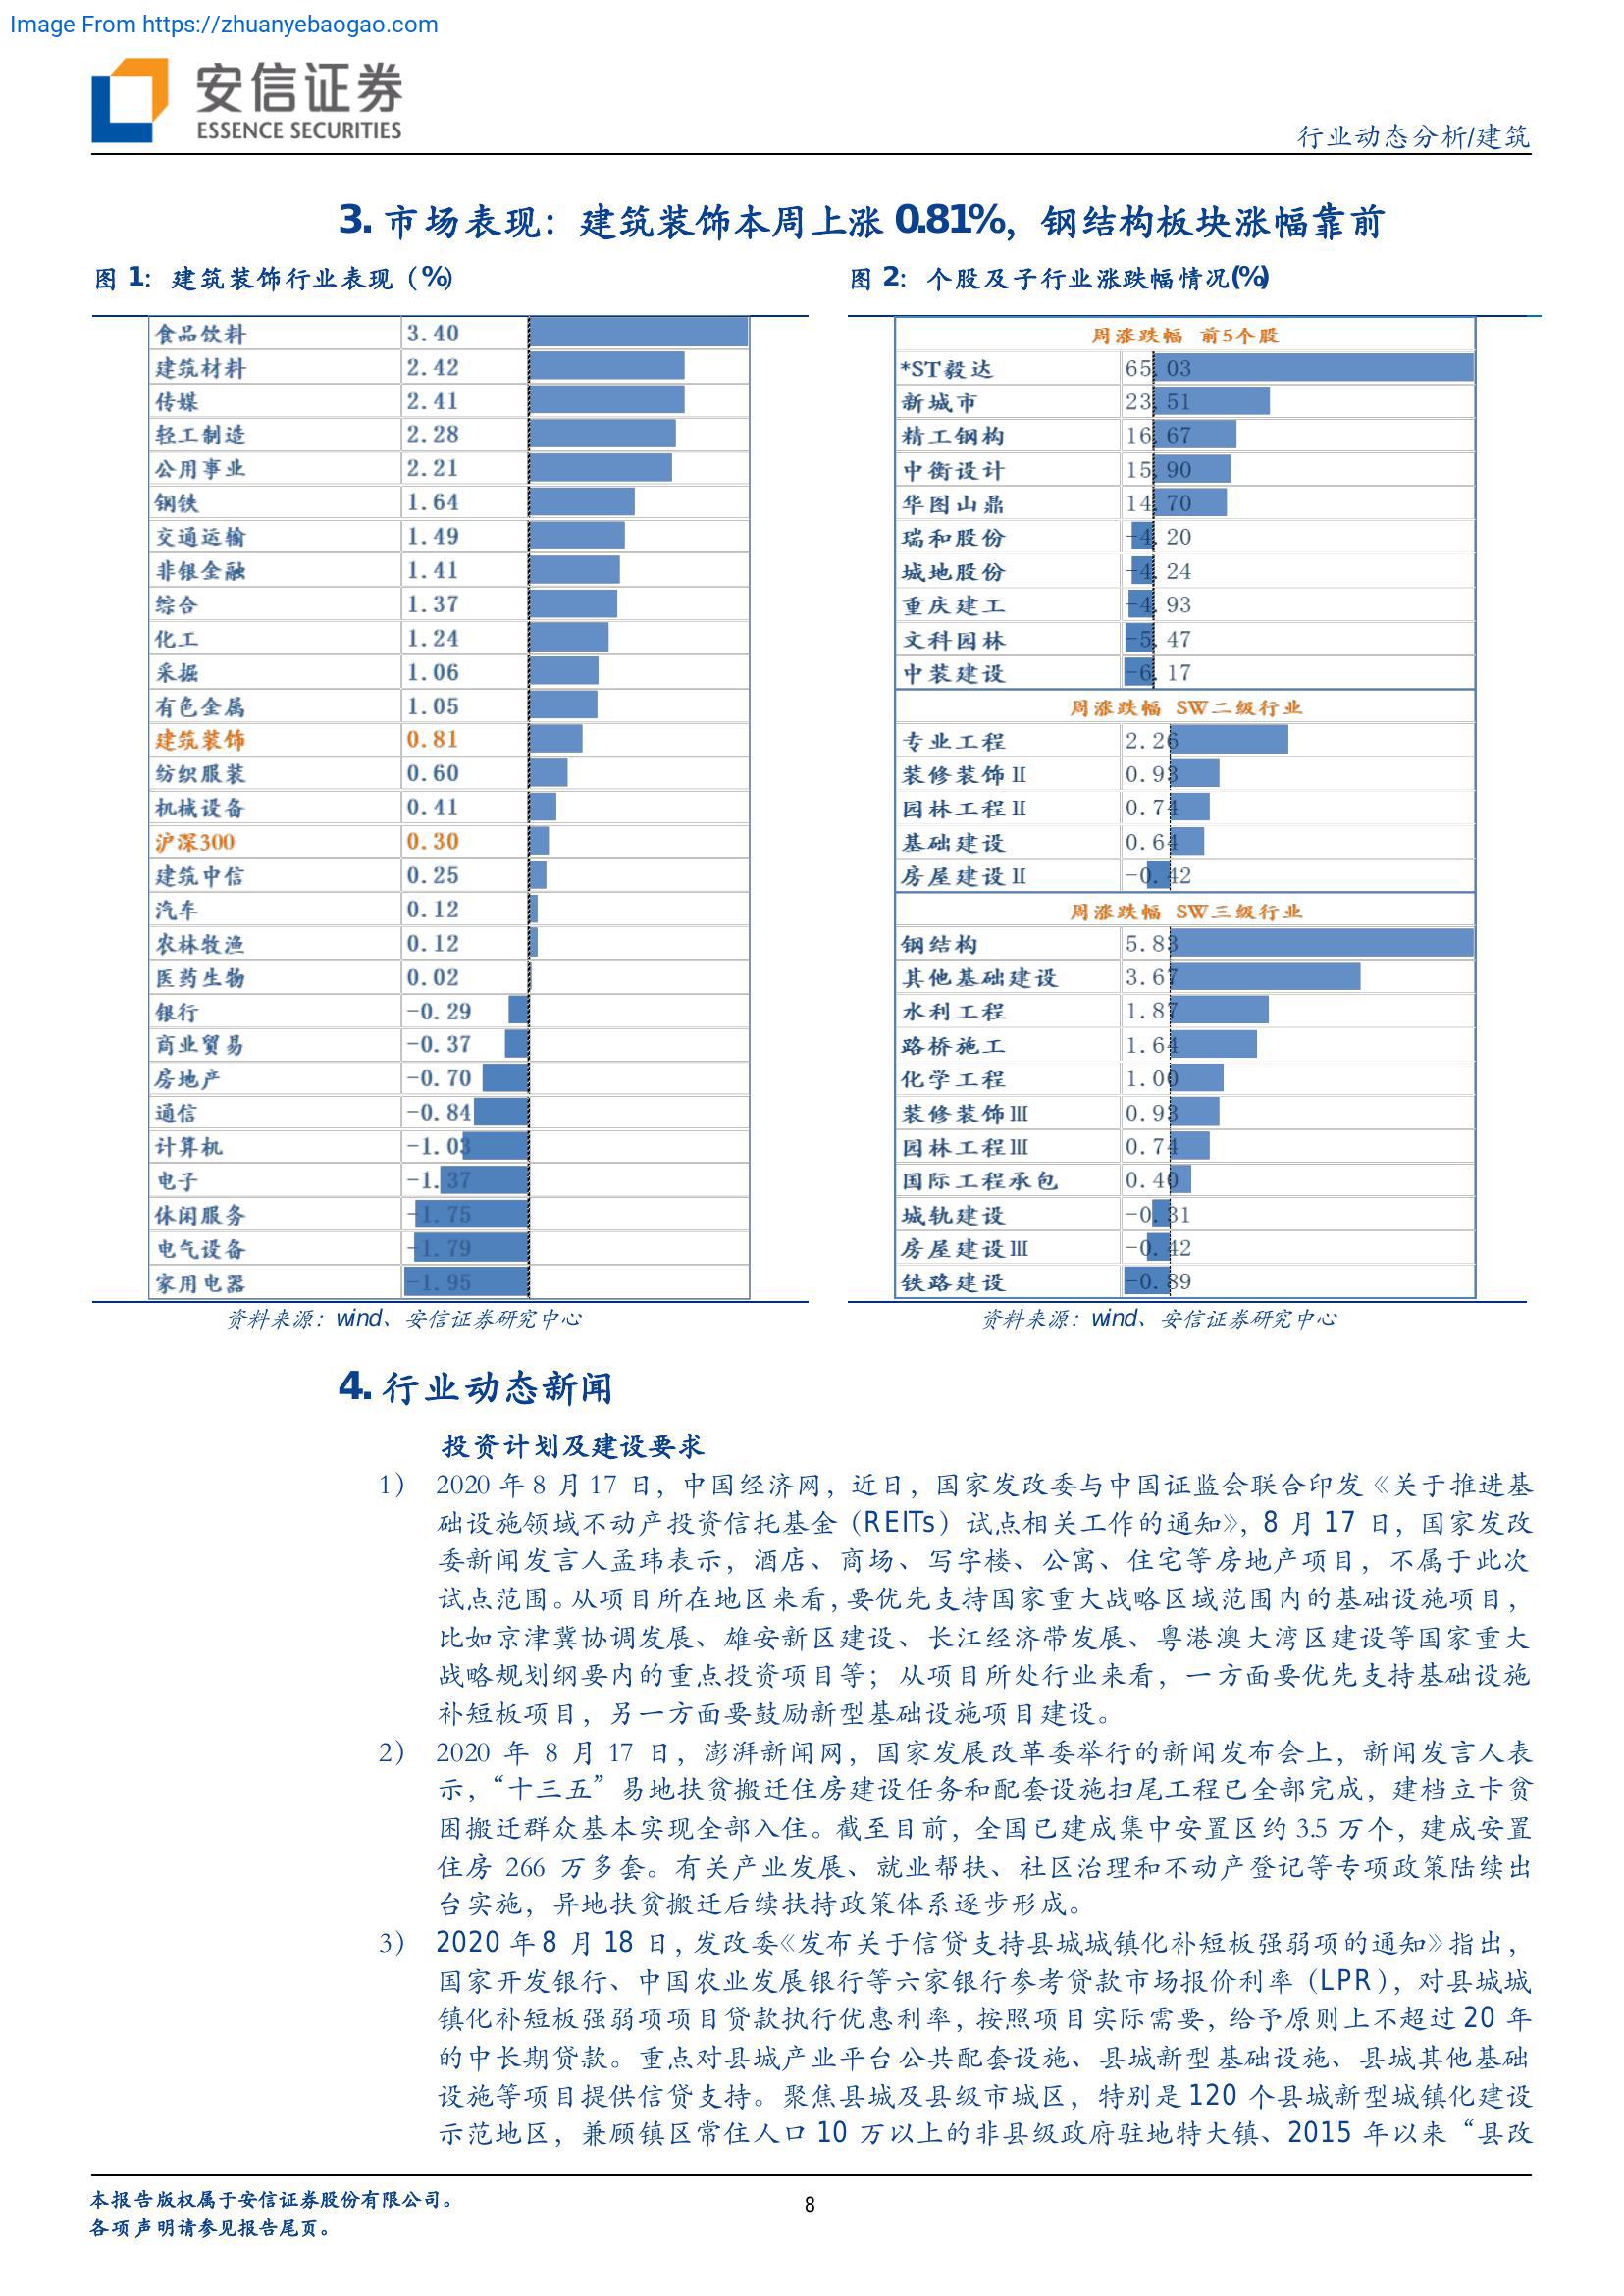 Image From https://zhuanyebaogao.com
安信证券
ESSENCE SECURITIES
行业动态分析/建筑
3. 市场表现：建筑装饰本周上涨 0.81%，钢结构板块涨幅靠前
图 1：建筑装饰行业表现（%）
食品饮料 3.40
建筑材料 2.42
传媒 2.41
轻工制造 2.28
公用事业 2.21
钢铁 1.64
交通运输 1.49
非银金融 1.41
综合 1.37
化工 1.24
采掘 1.06
有色金属 1.05
建筑装饰 0.81
纺织服装 0.60
机械设备 0.41
沪深300 0.30
建筑中信 0.25
汽车 0.12
农林牧渔 0.12
医药生物 0.02
银行 -0.29
商业贸易 -0.37
房地产 -0.70
通信 -0.84
计算机 -1.03
电子 -1.37
休闲服务 -1.75
电气设备 -1.79
家用电器 -1.95
资料来源：wind、安信证券研究中心
图 2：个股及子行业涨跌幅情况(%)
周涨跌幅 前5个股
*ST毅达 65.03
新城市 23.51
精工钢构 16.67
中衡设计 15.90
华图山鼎 14.70
瑞和股份 -4.20
城地股份 -4.24
重庆建工 -4.93
文科园林 -5.47
中装建设 -6.17
周涨跌幅 SW二级行业
专业工程 2.26
装修装饰Ⅱ 0.93
园林工程Ⅱ 0.74
基础建设 0.64
房屋建设Ⅱ -0.42
周涨跌幅 SW三级行业
钢结构 5.83
其他基础建设 3.67
水利工程 1.87
路桥施工 1.64
化学工程 1.00
装修装饰Ⅲ 0.93
园林工程Ⅲ 0.74
国际工程承包 0.40
城轨建设 -0.31
房屋建设Ⅲ -0.42
铁路建设 -0.89
资料来源：wind、安信证券研究中心
4. 行业动态新闻
投资计划及建设要求
1） 2020 年 8 月 17 日，中国经济网，近日，国家发改委与中国证监会联合印发《关于推进基
础设施领域不动产投资信托基金（REITs）试点相关工作的通知》，8 月 17 日，国家发改
委新闻发言人孟玮表示，酒店、商场、写字楼、公寓、住宅等房地产项目，不属于此次
试点范围。从项目所在地区来看，要优先支持国家重大战略区域范围内的基础设施项目，
比如京津冀协调发展、雄安新区建设、长江经济带发展、粤港澳大湾区建设等国家重大
战略规划纲要内的重点投资项目等；从项目所处行业来看，一方面要优先支持基础设施
补短板项目，另一方面要鼓励新型基础设施项目建设。
2） 2020 年 8 月 17 日，澎湃新闻网，国家发展改革委举行的新闻发布会上，新闻发言人表
示，“十三五”易地扶贫搬迁住房建设任务和配套设施扫尾工程已全部完成，建档立卡贫
困搬迁群众基本实现全部入住。截至目前，全国已建成集中安置区约 3.5 万个，建成安置
住房 266 万多套。有关产业发展、就业帮扶、社区治理和不动产登记等专项政策陆续出
台实施，异地扶贫搬迁后续扶持政策体系逐步形成。
3） 2020 年 8 月 18 日，发改委《发布关于信贷支持县城城镇化补短板强弱项的通知》指出，
国家开发银行、中国农业发展银行等六家银行参考贷款市场报价利率（LPR），对县城城
镇化补短板强弱项项目贷款执行优惠利率，按照项目实际需要，给予原则上不超过 20 年
的中长期贷款。重点对县城产业平台公共配套设施、县城新型基础设施、县城其他基础
设施等项目提供信贷支持。聚焦县城及县级市城区，特别是 120 个县城新型城镇化建设
示范地区，兼顾镇区常住人口 10 万以上的非县级政府驻地特大镇、2015 年以来“县改
本报告版权属于安信证券股份有限公司。
各项声明请参见报告尾页。
8